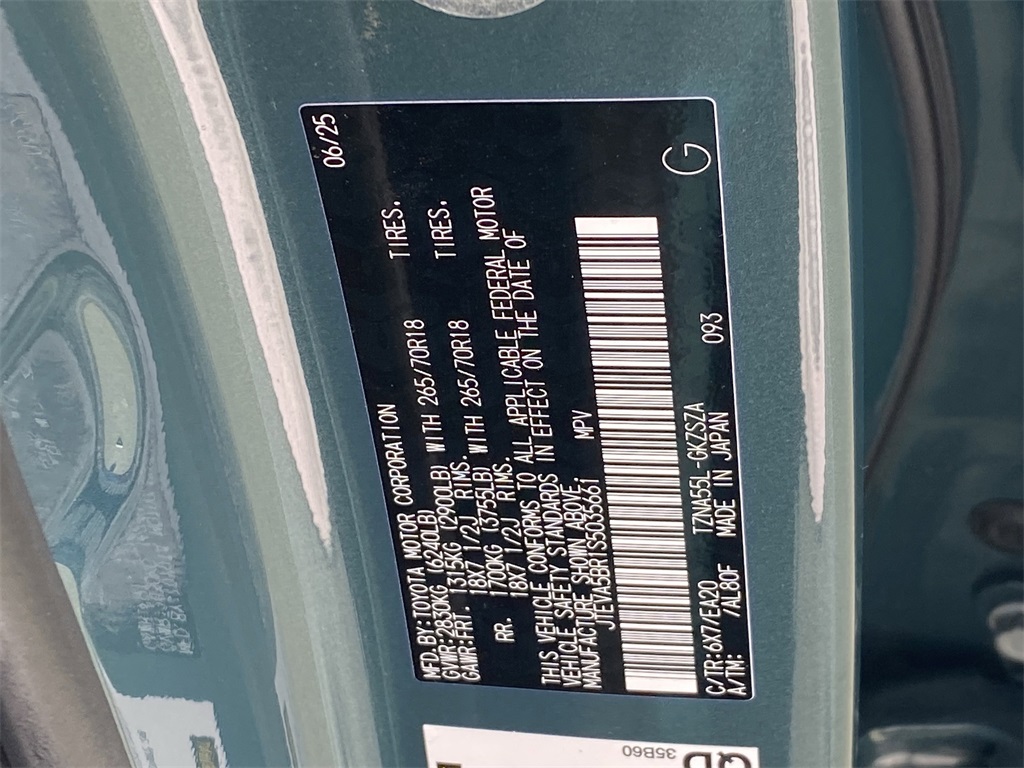 MFD.BY:TOYOTA MOTOR CORPORATION 06/25
GVWR:2830KG (6240LB)
GAWR:FRT. 1315KG (2900LB) WITH 265/70R18 TIRES.
18X7 1/2J RIMS.
RR. 1700KG (3755LB) WITH 265/70R18 TIRES.
18X7 1/2J RIMS.
THIS VEHICLE CONFORMS TO ALL APPLICABLE FEDERAL MOTOR
VEHICLE SAFETY STANDARDS IN EFFECT ON THE DATE OF
MANUFACTURE SHOWN ABOVE.
JTEVA5BR1S5035661 MPV
C/TR:6X7/EA20 TZNA55L-GKZSZA 093
A/TM: /AL80F MADE IN JAPAN
G
35B60
QD